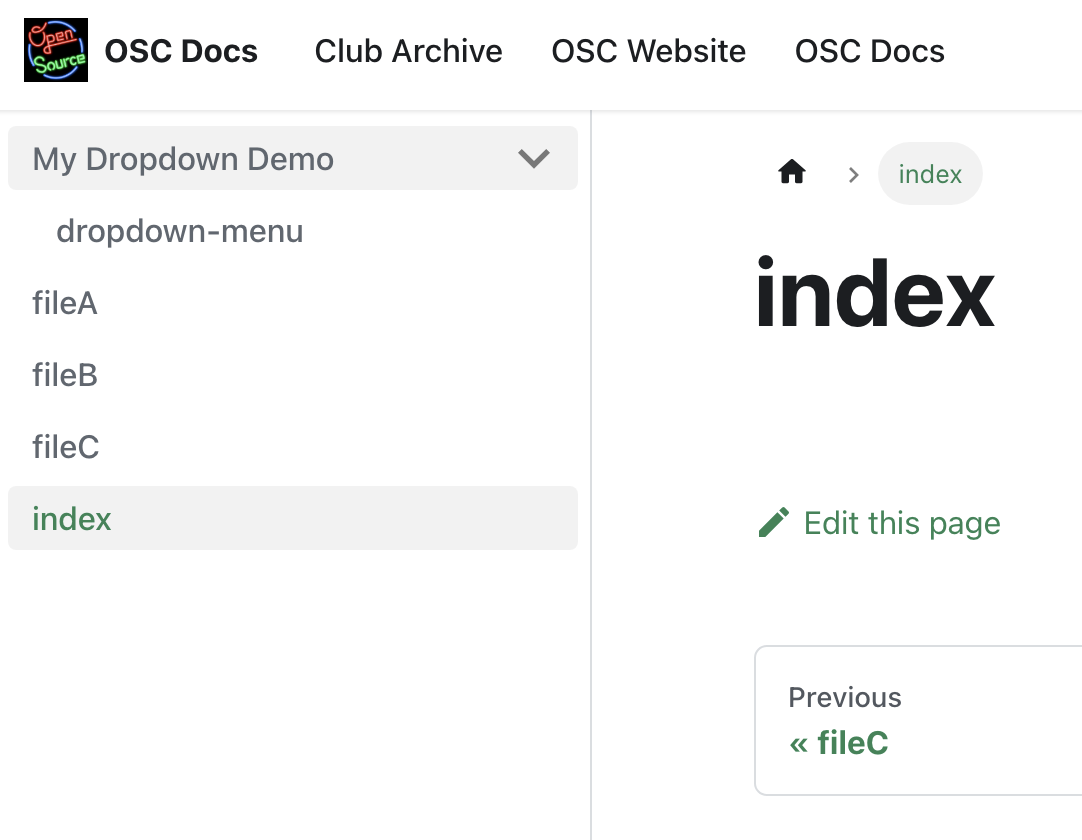 Open
Source
OSC Docs
Club Archive
OSC Website
OSC Docs
My Dropdown Demo
dropdown-menu
fileA
fileB
fileC
index
index
index
Edit this page
Previous
« fileC